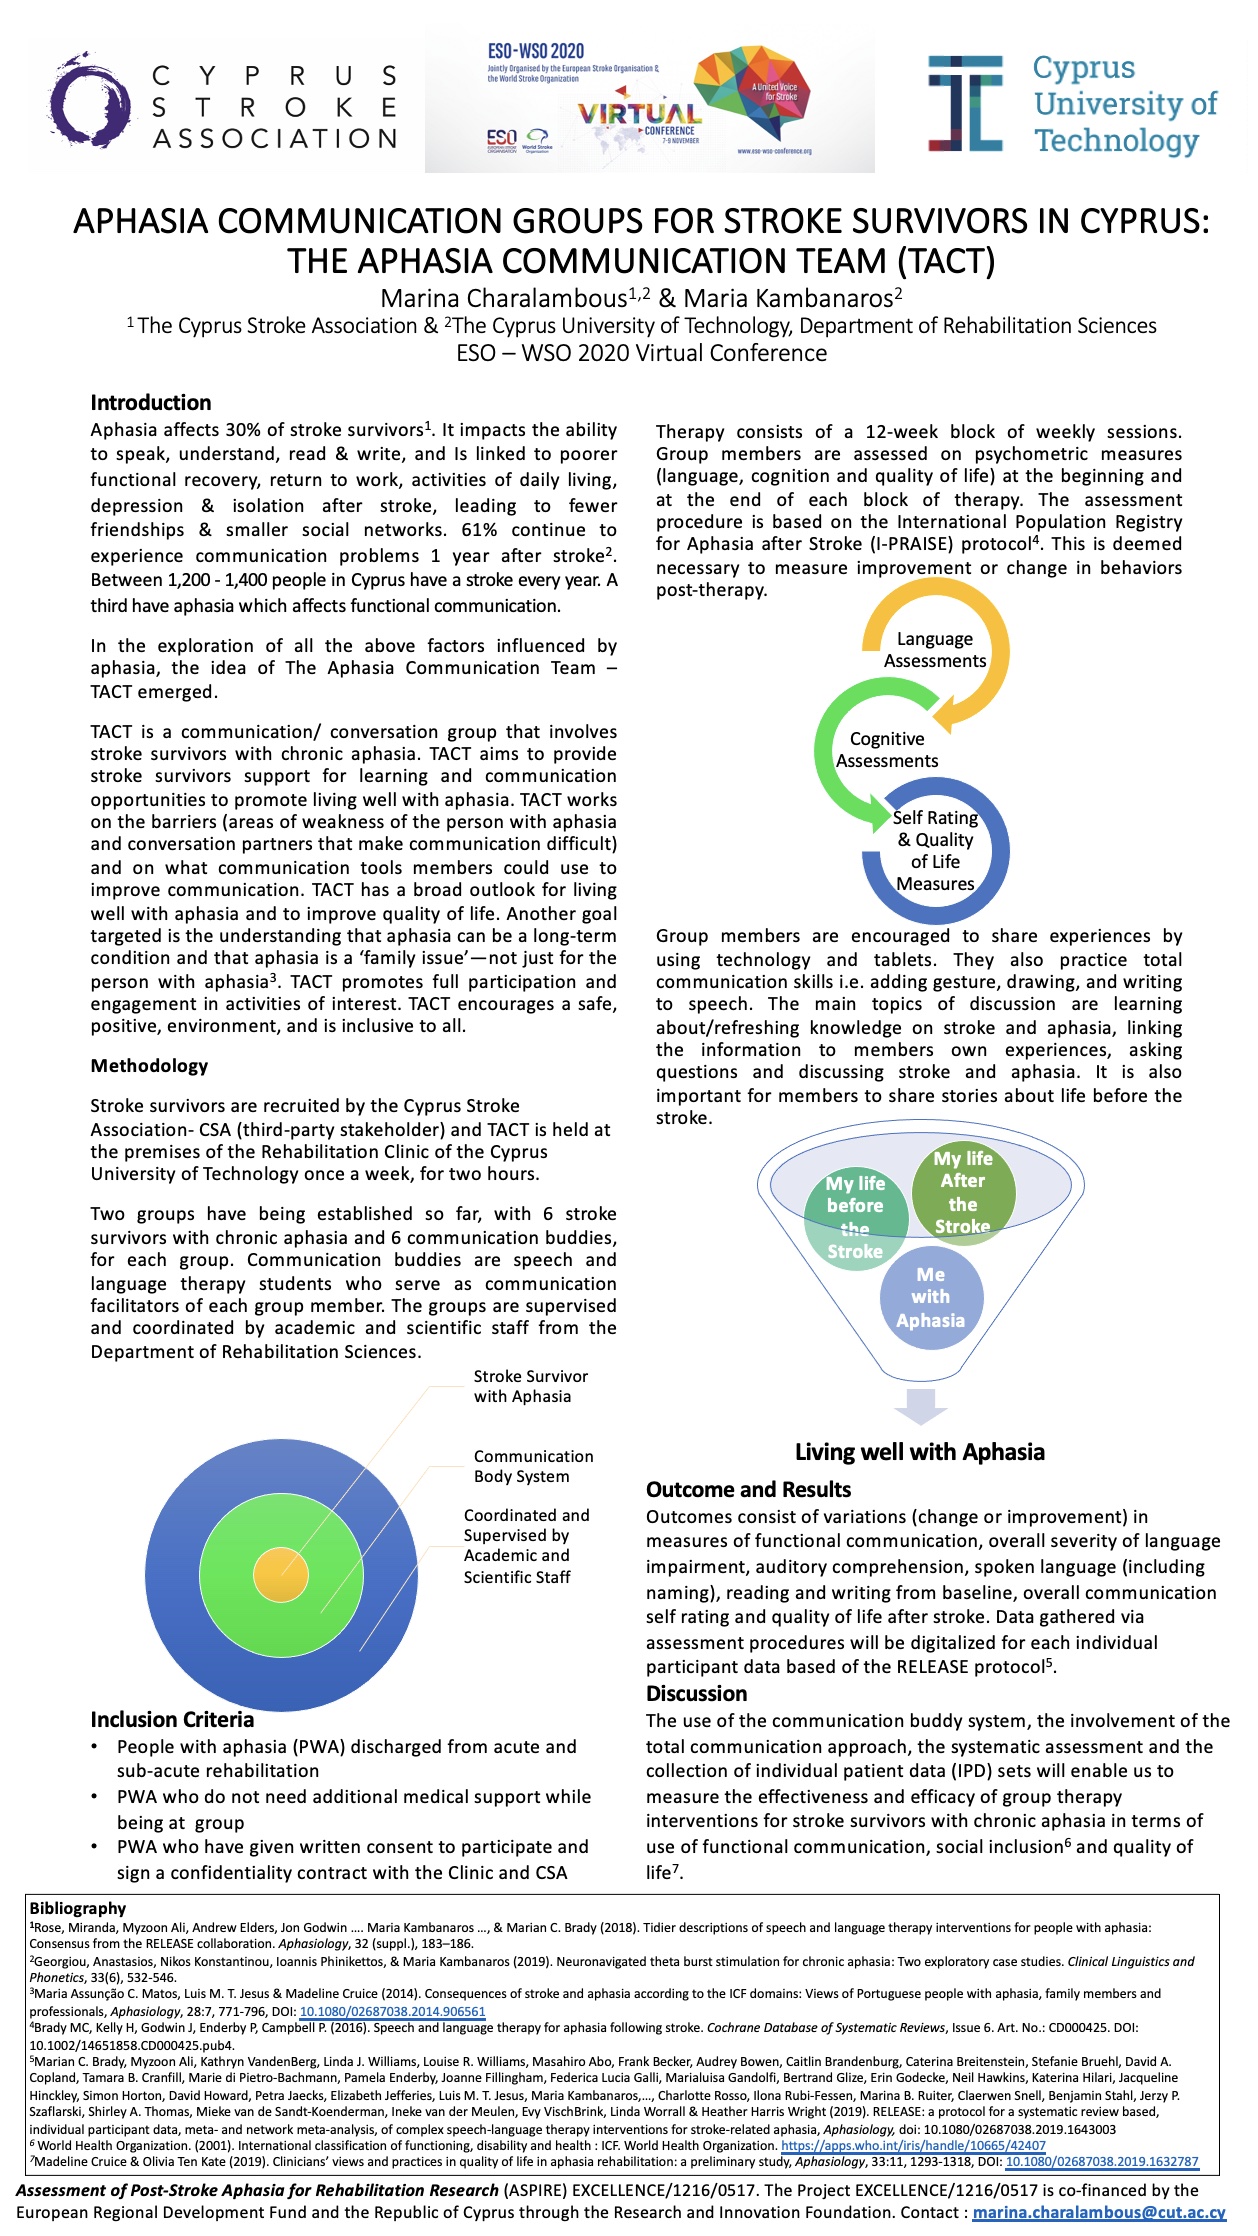 CYPRUS
STROKE
ASSOCIATION
ESO-WSO 2020
Jointly Organised by the European Stroke Organisation &
the World Stroke Organization
A United Voice
for Stroke
VIRTUAL
CONFERENCE
7-9 NOVEMBER
ESO
EUROPEAN STROKE
ORGANISATION
World Stroke
Organization
www.eso-wso-conference.org
Cyprus
University of
Technology
APHASIA COMMUNICATION GROUPS FOR STROKE SURVIVORS IN CYPRUS:
THE APHASIA COMMUNICATION TEAM (TACT)
Marina Charalambous1,2 & Maria Kambanaros2
1 The Cyprus Stroke Association & 2The Cyprus University of Technology, Department of Rehabilitation Sciences
ESO – WSO 2020 Virtual Conference
Introduction
Aphasia affects 30% of stroke survivors1. It impacts the ability
to speak, understand, read & write, and Is linked to poorer
functional recovery, return to work, activities of daily living,
depression & isolation after stroke, leading to fewer
friendships & smaller social networks. 61% continue to
experience communication problems 1 year after stroke2.
Between 1,200 - 1,400 people in Cyprus have a stroke every year. A
third have aphasia which affects functional communication.
In the exploration of all the above factors influenced by
aphasia, the idea of The Aphasia Communication Team –
TACT emerged.
TACT is a communication/ conversation group that involves
stroke survivors with chronic aphasia. TACT aims to provide
stroke survivors support for learning and communication
opportunities to promote living well with aphasia. TACT works
on the barriers (areas of weakness of the person with aphasia
and conversation partners that make communication difficult)
and on what communication tools members could use to
improve communication. TACT has a broad outlook for living
well with aphasia and to improve quality of life. Another goal
targeted is the understanding that aphasia can be a long-term
condition and that aphasia is a ‘family issue’—not just for the
person with aphasia3. TACT promotes full participation and
engagement in activities of interest. TACT encourages a safe,
positive, environment, and is inclusive to all.
Methodology
Stroke survivors are recruited by the Cyprus Stroke
Association- CSA (third-party stakeholder) and TACT is held at
the premises of the Rehabilitation Clinic of the Cyprus
University of Technology once a week, for two hours.
Two groups have being established so far, with 6 stroke
survivors with chronic aphasia and 6 communication buddies,
for each group. Communication buddies are speech and
language therapy students who serve as communication
facilitators of each group member. The groups are supervised
and coordinated by academic and scientific staff from the
Department of Rehabilitation Sciences.
Stroke Survivor
with Aphasia
Communication
Body System
Coordinated and
Supervised by
Academic and
Scientific Staff
Inclusion Criteria
• People with aphasia (PWA) discharged from acute and
sub-acute rehabilitation
• PWA who do not need additional medical support while
being at group
• PWA who have given written consent to participate and
sign a confidentiality contract with the Clinic and CSA
Therapy consists of a 12-week block of weekly sessions.
Group members are assessed on psychometric measures
(language, cognition and quality of life) at the beginning and
at the end of each block of therapy. The assessment
procedure is based on the International Population Registry
for Aphasia after Stroke (I-PRAISE) protocol4. This is deemed
necessary to measure improvement or change in behaviors
post-therapy.
Language
Assessments
Cognitive
Assessments
Self Rating
& Quality
of Life
Measures
Group members are encouraged to share experiences by
using technology and tablets. They also practice total
communication skills i.e. adding gesture, drawing, and writing
to speech. The main topics of discussion are learning
about/refreshing knowledge on stroke and aphasia, linking
the information to members own experiences, asking
questions and discussing stroke and aphasia. It is also
important for members to share stories about life before the
stroke.
My life
before
the
Stroke
My life
After
the
Stroke
Me
with
Aphasia
Living well with Aphasia
Outcome and Results
Outcomes consist of variations (change or improvement) in
measures of functional communication, overall severity of language
impairment, auditory comprehension, spoken language (including
naming), reading and writing from baseline, overall communication
self rating and quality of life after stroke. Data gathered via
assessment procedures will be digitalized for each individual
participant data based of the RELEASE protocol5.
Discussion
The use of the communication buddy system, the involvement of the
total communication approach, the systematic assessment and the
collection of individual patient data (IPD) sets will enable us to
measure the effectiveness and efficacy of group therapy
interventions for stroke survivors with chronic aphasia in terms of
use of functional communication, social inclusion6 and quality of
life7.
Bibliography
1Rose, Miranda, Myzoon Ali, Andrew Elders, Jon Godwin .... Maria Kambanaros ..., & Marian C. Brady (2018). Tidier descriptions of speech and language therapy interventions for people with aphasia:
Consensus from the RELEASE collaboration. Aphasiology, 32 (suppl.), 183–186.
2Georgiou, Anastasios, Nikos Konstantinou, Ioannis Phinikettos, & Maria Kambanaros (2019). Neuronavigated theta burst stimulation for chronic aphasia: Two exploratory case studies. Clinical Linguistics and
Phonetics, 33(6), 532-546.
3Maria Assunção C. Matos, Luis M. T. Jesus & Madeline Cruice (2014). Consequences of stroke and aphasia according to the ICF domains: Views of Portuguese people with aphasia, family members and
professionals, Aphasiology, 28:7, 771-796, DOI: 10.1080/02687038.2014.906561
4Brady MC, Kelly H, Godwin J, Enderby P, Campbell P. (2016). Speech and language therapy for aphasia following stroke. Cochrane Database of Systematic Reviews, Issue 6. Art. No.: CD000425. DOI:
10.1002/14651858.CD000425.pub4.
5Marian C. Brady, Myzoon Ali, Kathryn VandenBerg, Linda J. Williams, Louise R. Williams, Masahiro Abo, Frank Becker, Audrey Bowen, Caitlin Brandenburg, Caterina Breitenstein, Stefanie Bruehl, David A.
Copland, Tamara B. Cranfill, Marie di Pietro-Bachmann, Pamela Enderby, Joanne Fillingham, Federica Lucia Galli, Marialuisa Gandolfi, Bertrand Glize, Erin Godecke, Neil Hawkins, Katerina Hilari, Jacqueline
Hinckley, Simon Horton, David Howard, Petra Jaecks, Elizabeth Jefferies, Luis M. T. Jesus, Maria Kambanaros,..., Charlotte Rosso, Ilona Rubi-Fessen, Marina B. Ruiter, Claerwen Snell, Benjamin Stahl, Jerzy P.
Szaflarski, Shirley A. Thomas, Mieke van de Sandt-Koenderman, Ineke van der Meulen, Evy VischBrink, Linda Worrall & Heather Harris Wright (2019). RELEASE: a protocol for a systematic review based,
individual participant data, meta- and network meta-analysis, of complex speech-language therapy interventions for stroke-related aphasia, Aphasiology, doi: 10.1080/02687038.2019.1643003
6 World Health Organization. (2001). International classification of functioning, disability and health : ICF. World Health Organization. https://apps.who.int/iris/handle/10665/42407
7Madeline Cruice & Olivia Ten Kate (2019). Clinicians’ views and practices in quality of life in aphasia rehabilitation: a preliminary study, Aphasiology, 33:11, 1293-1318, DOI: 10.1080/02687038.2019.1632787
Assessment of Post-Stroke Aphasia for Rehabilitation Research (ASPIRE) EXCELLENCE/1216/0517. The Project EXCELLENCE/1216/0517 is co-financed by the
European Regional Development Fund and the Republic of Cyprus through the Research and Innovation Foundation. Contact : marina.charalambous@cut.ac.cy